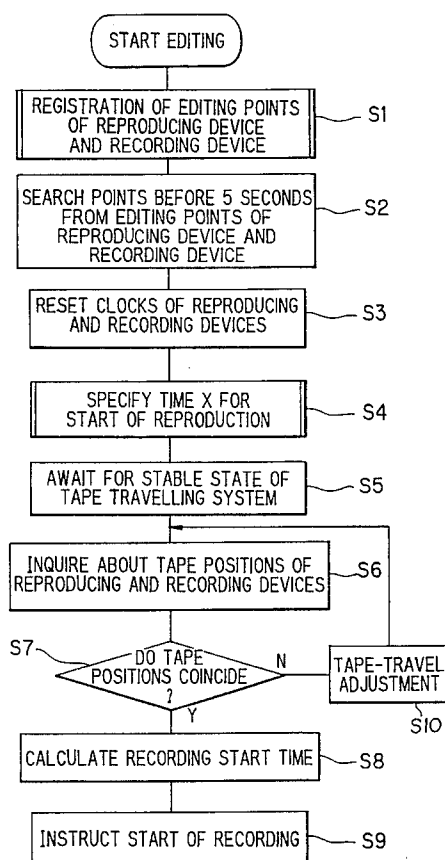 START EDITING
REGISTRATION OF EDITING POINTS
OF REPRODUCING DEVICE
AND RECORDING DEVICE
S1
SEARCH POINTS BEFORE 5 SECONDS
FROM EDITING POINTS OF
REPRODUCING DEVICE AND
RECORDING DEVICE
S2
RESET CLOCKS OF REPRODUCING
AND RECORDING DEVICES
S3
SPECIFY TIME X FOR
START OF REPRODUCTION
S4
AWAIT FOR STABLE STATE OF
TAPE TRAVELLING SYSTEM
S5
INQUIRE ABOUT TAPE POSITIONS OF
REPRODUCING AND RECORDING DEVICES
S6
S7
DO TAPE
POSITIONS COINCIDE
?
N
Y
TAPE-TRAVEL
ADJUSTMENT
S10
CALCULATE RECORDING START TIME
S8
INSTRUCT START OF RECORDING
S9